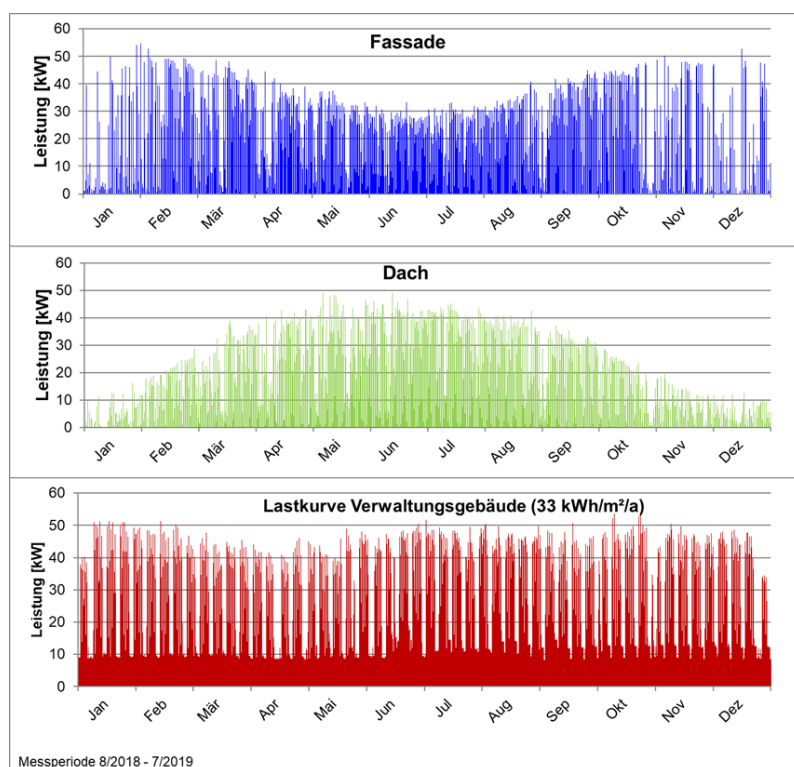 Fassade
Leistung [kW]
60
50
40
30
20
10
0
Jan Feb Mär Apr Mai Jun Jul Aug Sep Okt Nov Dez
Dach
Leistung [kW]
60
50
40
30
20
10
0
Jan Feb Mär Apr Mai Jun Jul Aug Sep Okt Nov Dez
Lastkurve Verwaltungsgebäude (33 kWh/m²/a)
Leistung [kW]
60
50
40
30
20
10
0
Jan Feb Mär Apr Mai Jun Jul Aug Sep Okt Nov Dez
Messperiode 8/2018 - 7/2019